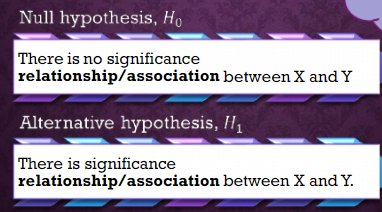 Null hypothesis, H₀
There is no significance
relationship/association between X and Y
Alternative hypothesis, H₁
There is significance
relationship/association between X and Y.